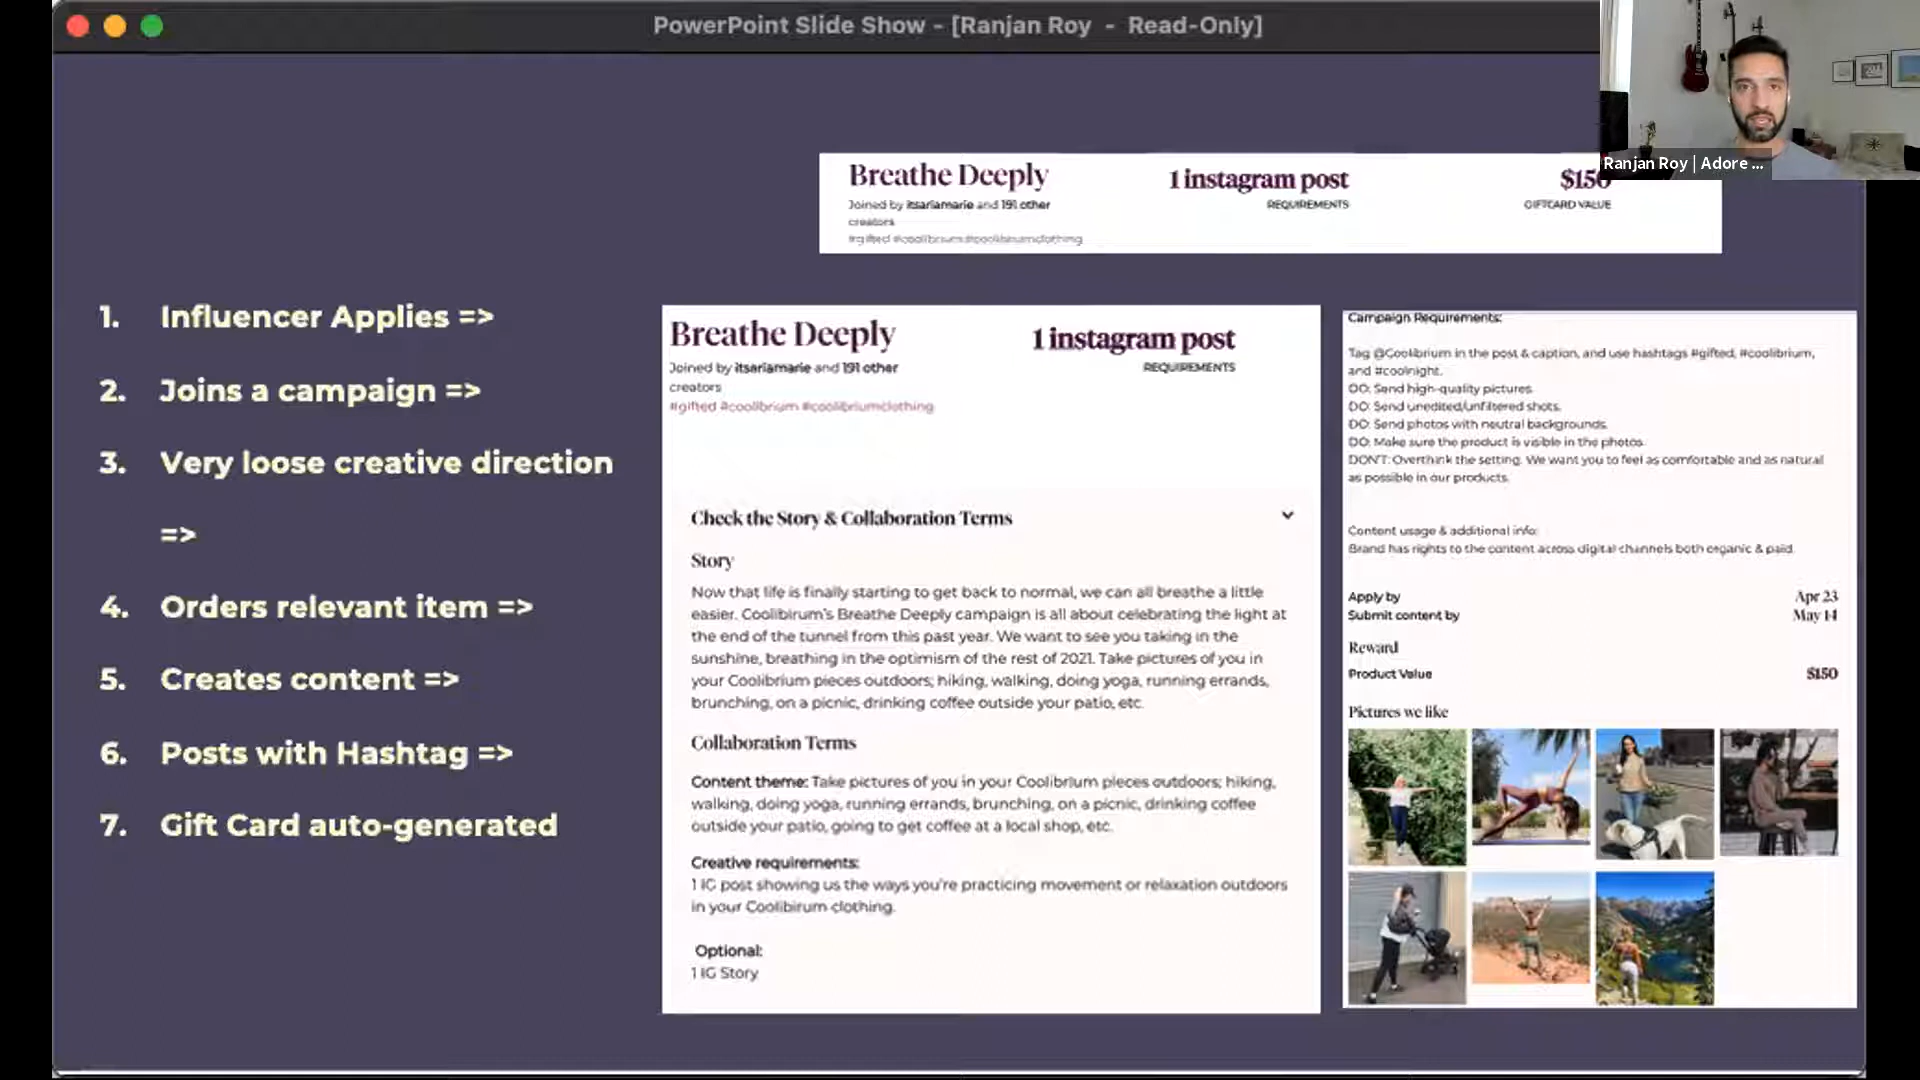 PowerPoint Slide Show - [Ranjan Roy - Read-Only]
Ranjan Roy | Adore ...
Breathe Deeply
Joined by itsariamarie and 191 other
creators
#gifted #coolibrium #coolibriumclothing
1 instagram post
REQUIREMENTS
$150
GIFTCARD VALUE
1. Influencer Applies =>
2. Joins a campaign =>
3. Very loose creative direction
=>
4. Orders relevant item =>
5. Creates content =>
6. Posts with Hashtag =>
7. Gift Card auto-generated
Breathe Deeply
Joined by itsariamarie and 191 other
creators
#gifted #coolibrium #coolibriumclothing
1 instagram post
REQUIREMENTS
Check the Story & Collaboration Terms
Story
Now that life is finally starting to get back to normal, we can all breathe a little
easier. Coolibirum's Breathe Deeply campaign is all about celebrating the light at
the end of the tunnel from this past year. We want to see you taking in the
sunshine, breathing in the optimism of the rest of 2021. Take pictures of you in
your Coolibrium pieces outdoors; hiking, walking, doing yoga, running errands,
brunching, on a picnic, drinking coffee outside your patio, etc.
Collaboration Terms
Content theme: Take pictures of you in your Coolibrium pieces outdoors; hiking,
walking, doing yoga, running errands, brunching, on a picnic, drinking coffee
outside your patio, going to get coffee at a local shop, etc.
Creative requirements:
1 IG post showing us the ways you're practicing movement or relaxation outdoors
in your Coolibirum clothing.
Optional:
1 IG Story
Campaign Requirements:
Tag @Coolibrium in the post & caption, and use hashtags #gifted, #coolibrium,
and #coolnight.
DO: Send high-quality pictures.
DO: Send unedited/unfiltered shots.
DO: Send photos with neutral backgrounds.
DO: Make sure the product is visible in the photos.
DON'T: Overthink the setting. We want you to feel as comfortable and as natural
as possible in our products.
Content usage & additional info:
Brand has rights to the content across digital channels both organic & paid.
Apply by Apr 23
Submit content by May 14
Reward
Product Value $150
Pictures we like